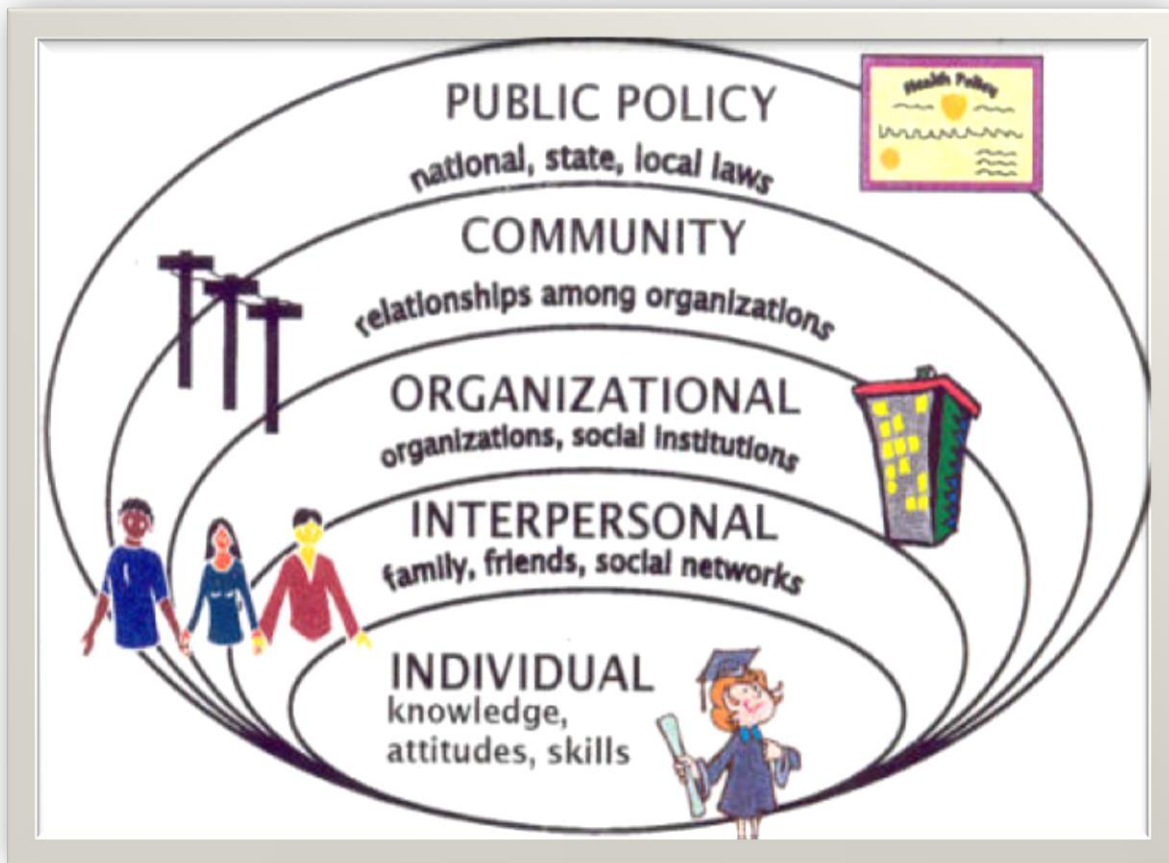 Health Policy
PUBLIC POLICY
national, state, local laws
COMMUNITY
relationships among organizations
ORGANIZATIONAL
organizations, social institutions
INTERPERSONAL
family, friends, social networks
INDIVIDUAL
knowledge,
attitudes, skills